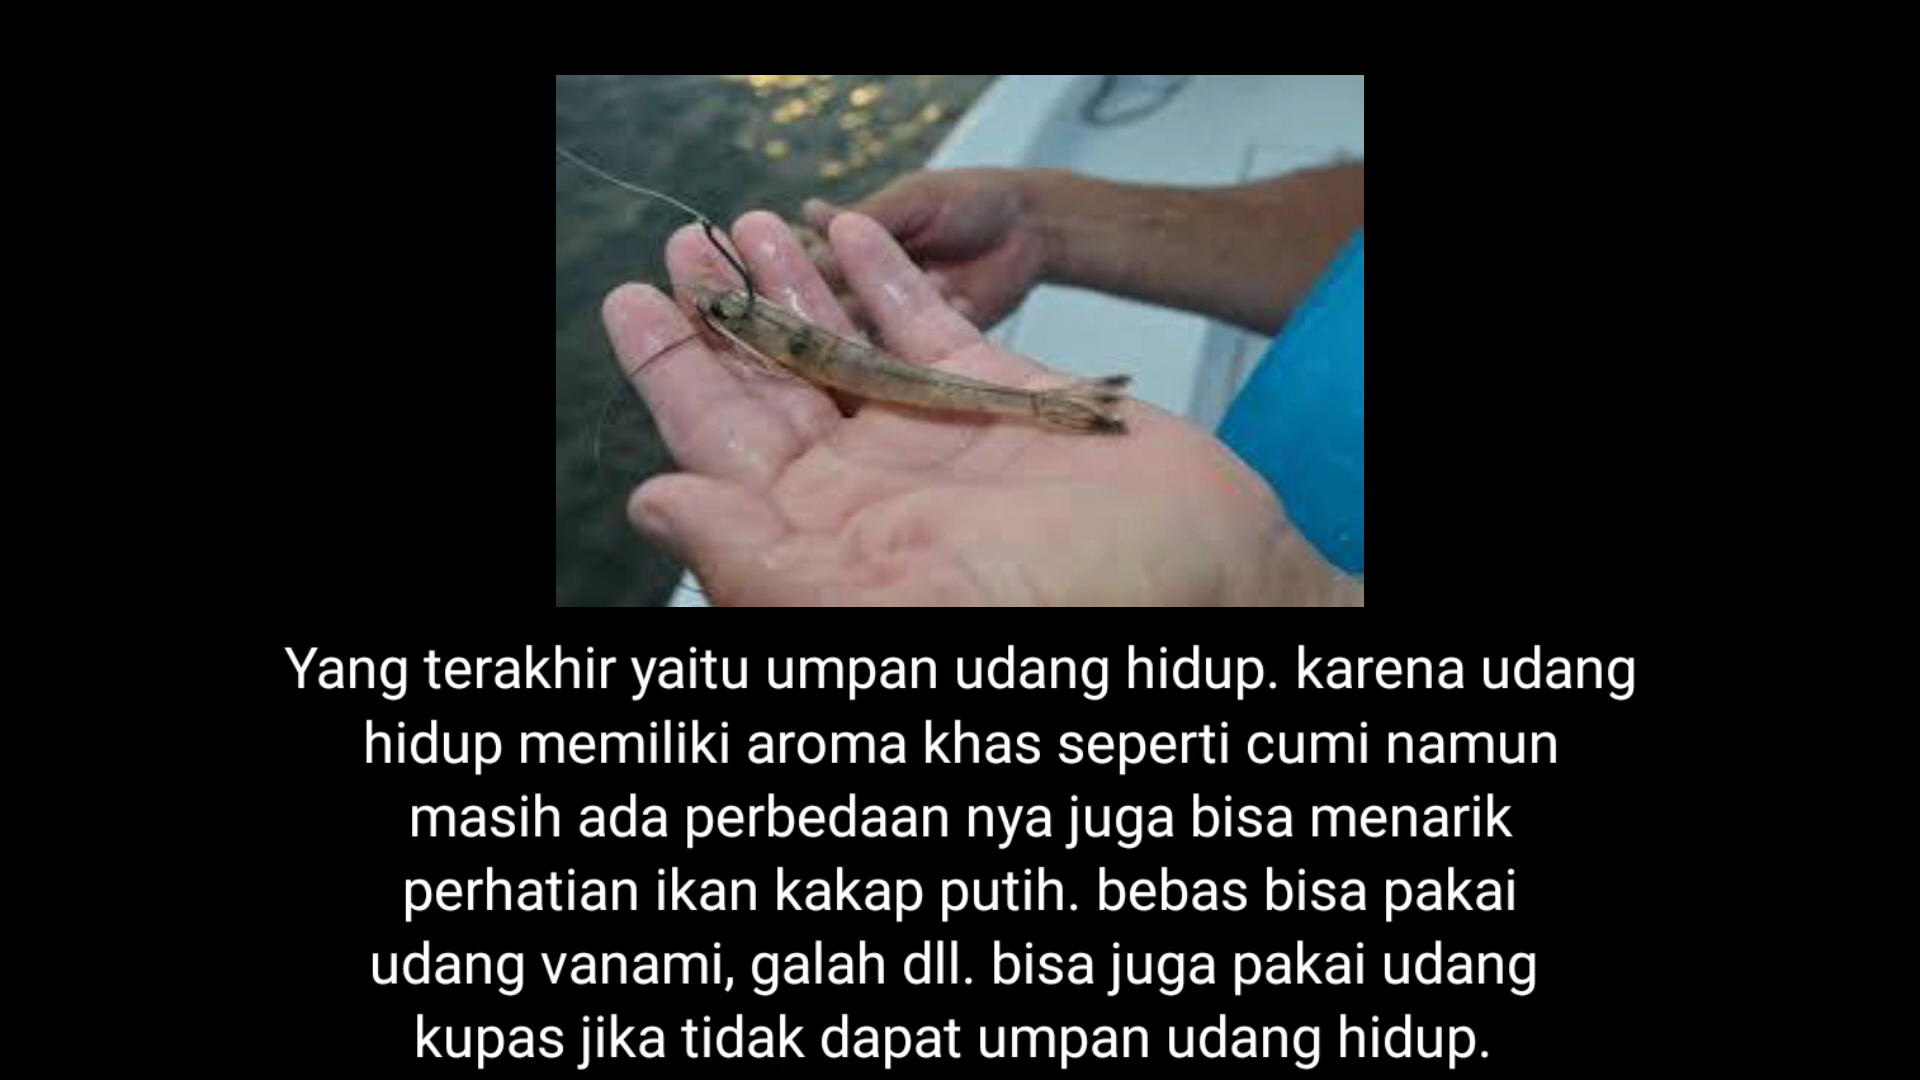 Yang terakhir yaitu umpan udang hidup. karena udang
hidup memiliki aroma khas seperti cumi namun
masih ada perbedaan nya juga bisa menarik
perhatian ikan kakap putih. bebas bisa pakai
udang vanami, galah dll. bisa juga pakai udang
kupas jika tidak dapat umpan udang hidup.